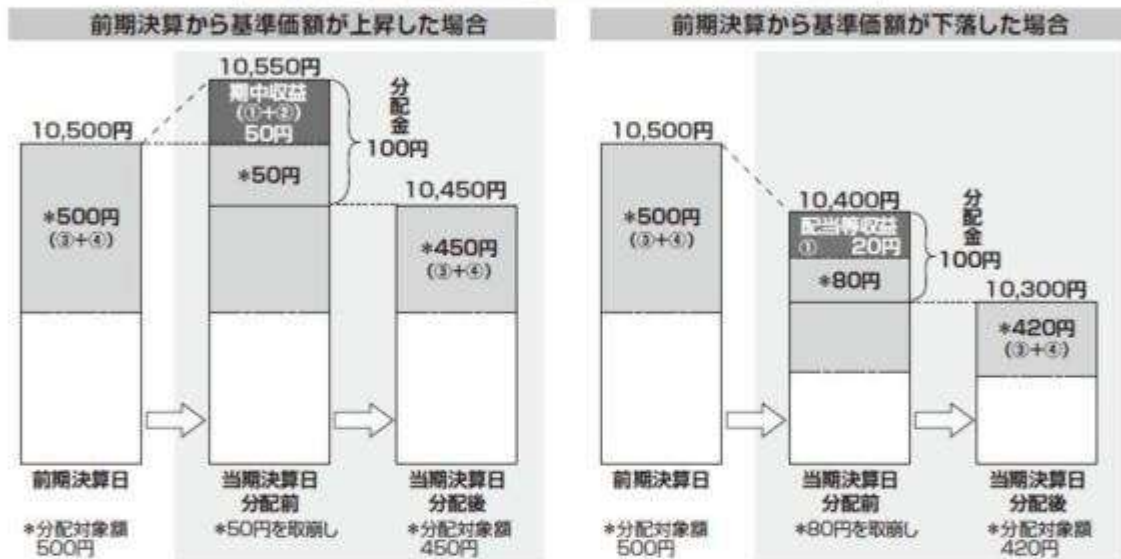 前期決算から基準価額が上昇した場合
10,550円
期中収益
(①+②)
50円
分配金
100円
10,500円
*500円
(③+④)
*50円
10,450円
*450円
(③+④)
前期決算日
当期決算日
分配前
当期決算日
分配後
*分配対象額
500円
*50円を取崩し
*分配対象額
450円
前期決算から基準価額が下落した場合
10,500円
*500円
(③+④)
10,400円
配当等収益
① 20円
*80円
分配金
100円
10,300円
*420円
(③+④)
前期決算日
当期決算日
分配前
当期決算日
分配後
*分配対象額
500円
*80円を取崩し
*分配対象額
420円